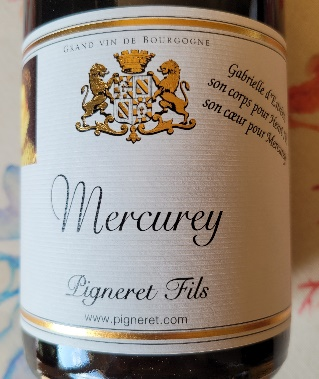 GRAND VIN DE BOURGOGNE
Gabrielle d'Estrées
son corps pour Henri
son cœur pour Mercurey
Mercurey
Pigneret Fils
www.pigneret.com